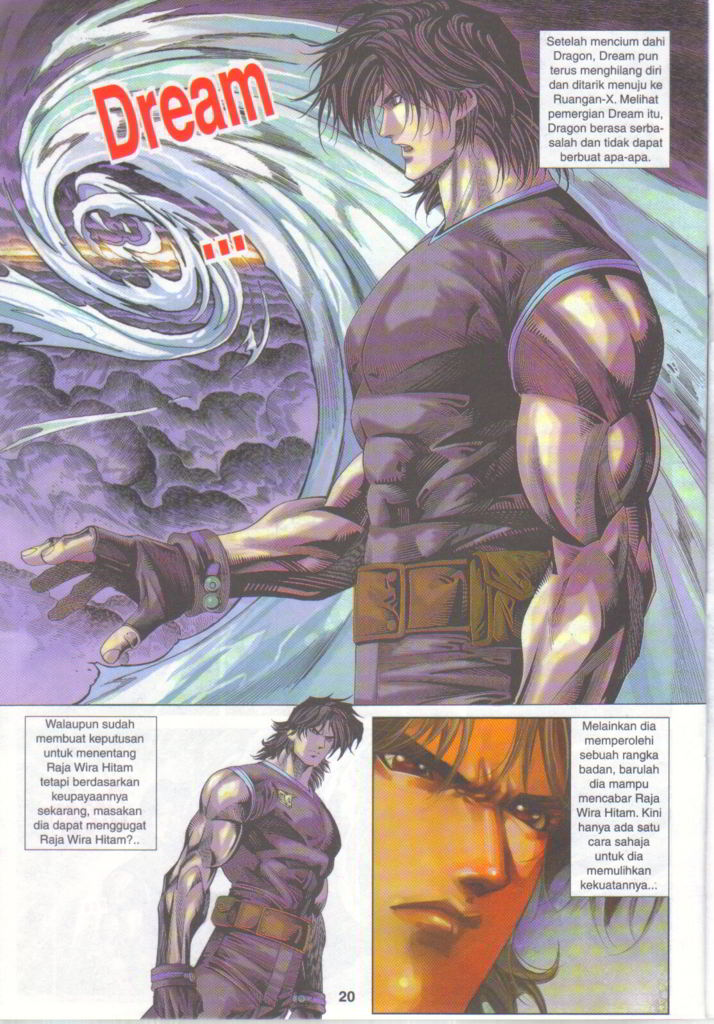 Setelah mencium dahi
Dragon, Dream pun
terus menghilang diri
dan ditarik menuju ke
Ruangan-X. Melihat
pemergian Dream itu,
Dragon berasa serba-
salah dan tidak dapat
berbuat apa-apa.
Dream
...
Walaupun sudah
membuat keputusan
untuk menentang
Raja Wira Hitam
tetapi berdasarkan
keupayaannya
sekarang, masakan
dia dapat menggugat
Raja Wira Hitam?..
Melainkan dia
memperolehi
sebuah rangka
badan, barulah
dia mampu
mencabar Raja
Wira Hitam. Kini
hanya ada satu
cara sahaja
untuk dia
memulihkan
kekuatannya...
20